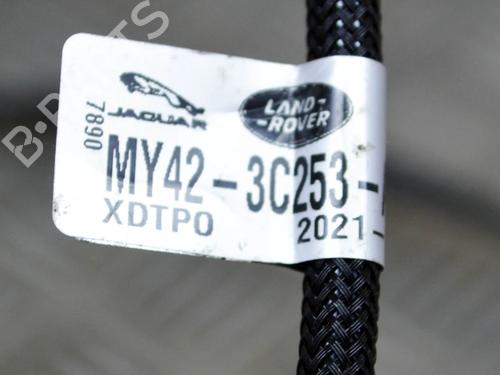 B-PARTS
JAGUAR
LAND-
-ROVER
7890
MY42-3C253-
XDTPO
2021-